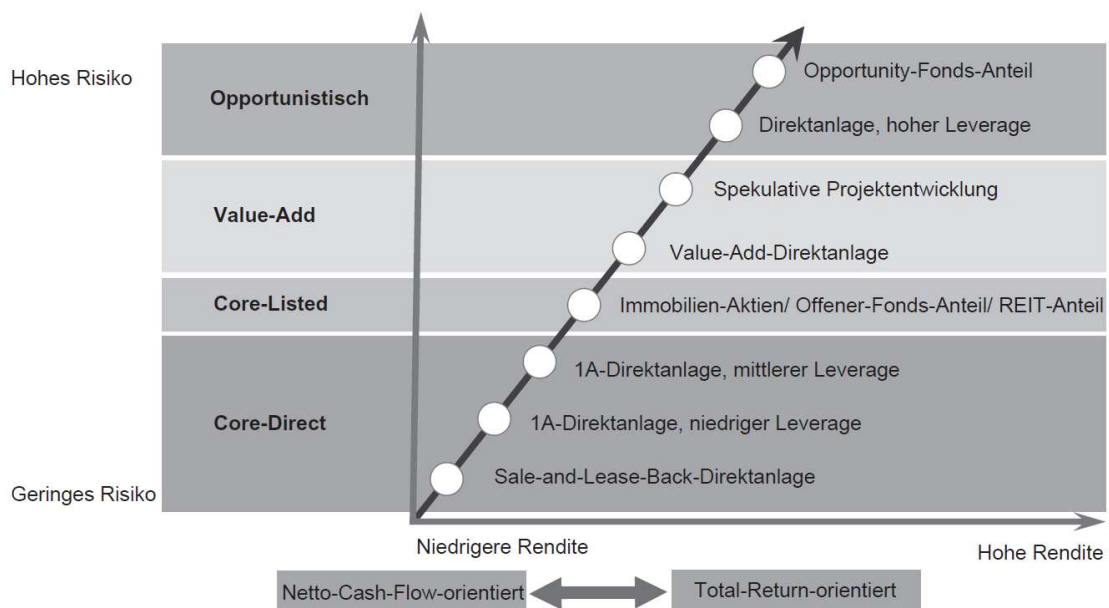 Hohes Risiko
Opportunistisch
Opportunity-Fonds-Anteil
Direktanlage, hoher Leverage
Value-Add
Spekulative Projektentwicklung
Value-Add-Direktanlage
Core-Listed
Immobilien-Aktien/ Offener-Fonds-Anteil/ REIT-Anteil
Core-Direct
1A-Direktanlage, mittlerer Leverage
1A-Direktanlage, niedriger Leverage
Sale-and-Lease-Back-Direktanlage
Geringes Risiko
Niedrigere Rendite
Hohe Rendite
Netto-Cash-Flow-orientiert
Total-Return-orientiert